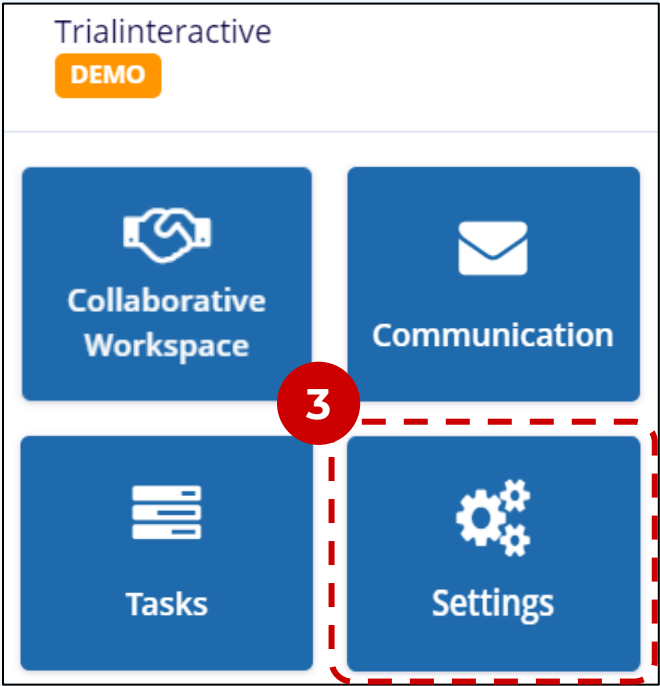 Trialinteractive
DEMO
Collaborative
Workspace
Communication
3
Tasks
Settings